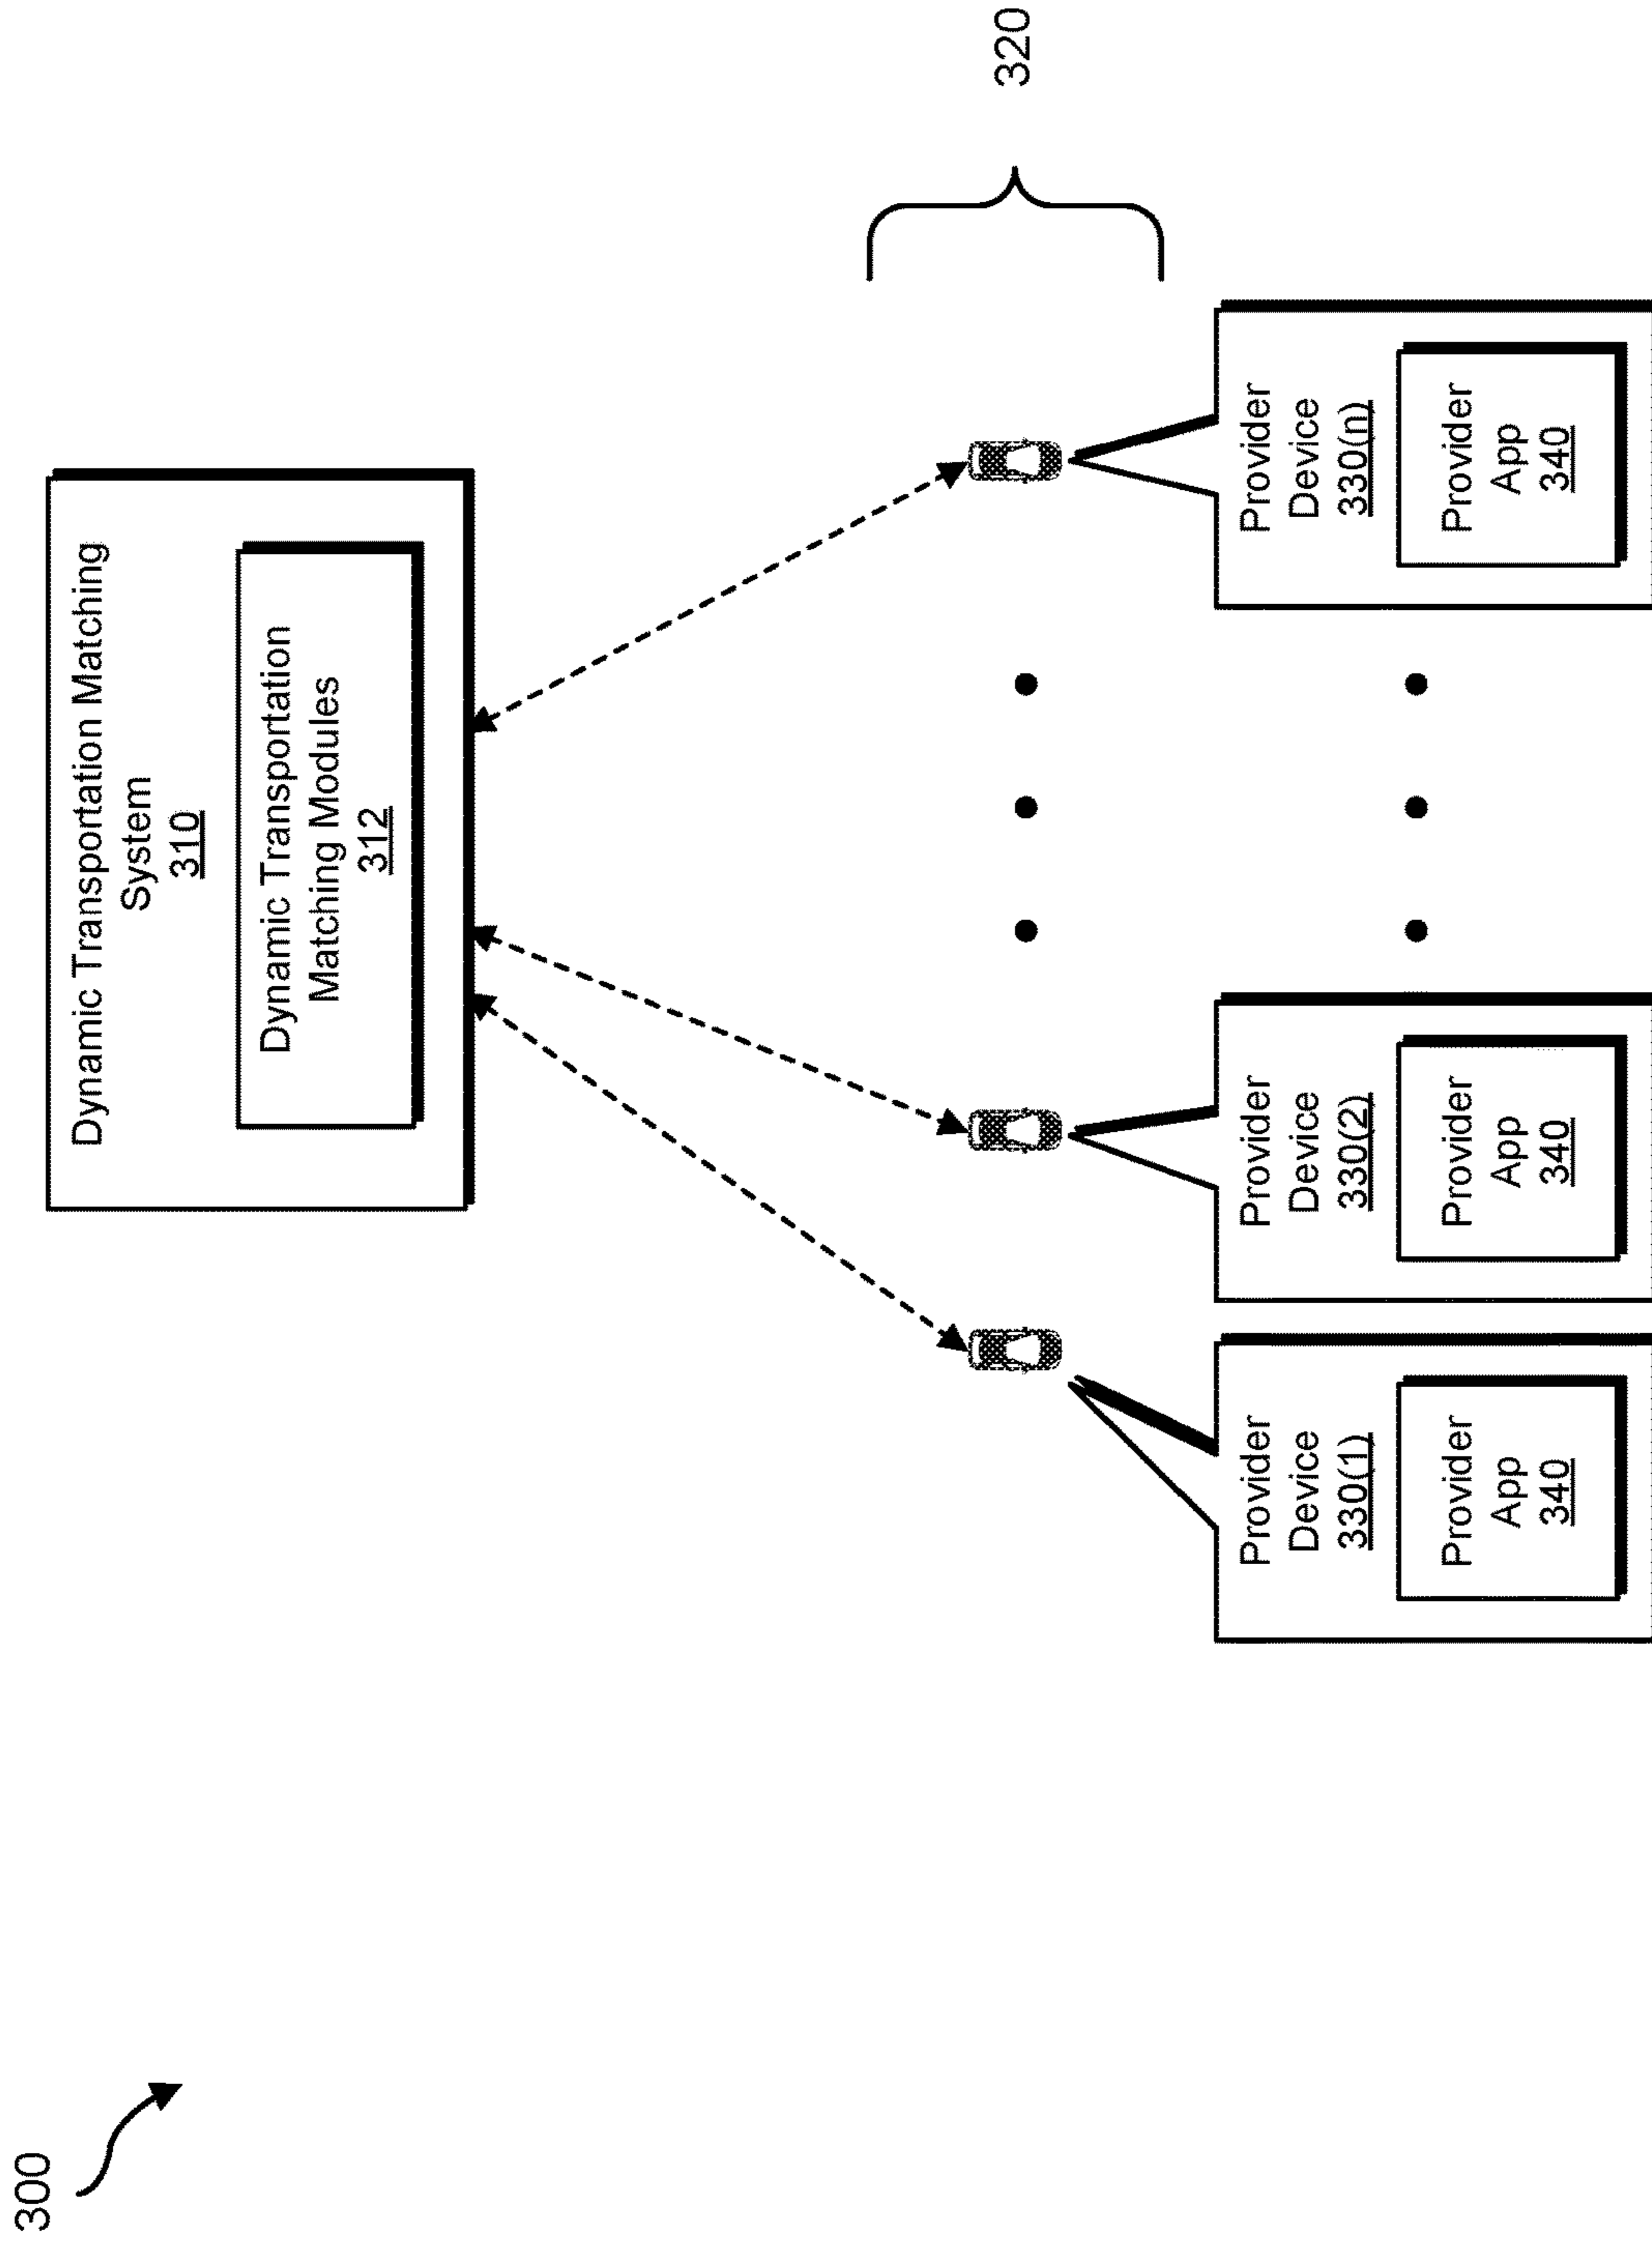 300
Dynamic Transportation Matching
System
310
Dynamic Transportation
Matching Modules
312
320
Provider
Device
330(1)
Provider
App
340
Provider
Device
330(2)
Provider
App
340
Provider
Device
330(n)
Provider
App
340